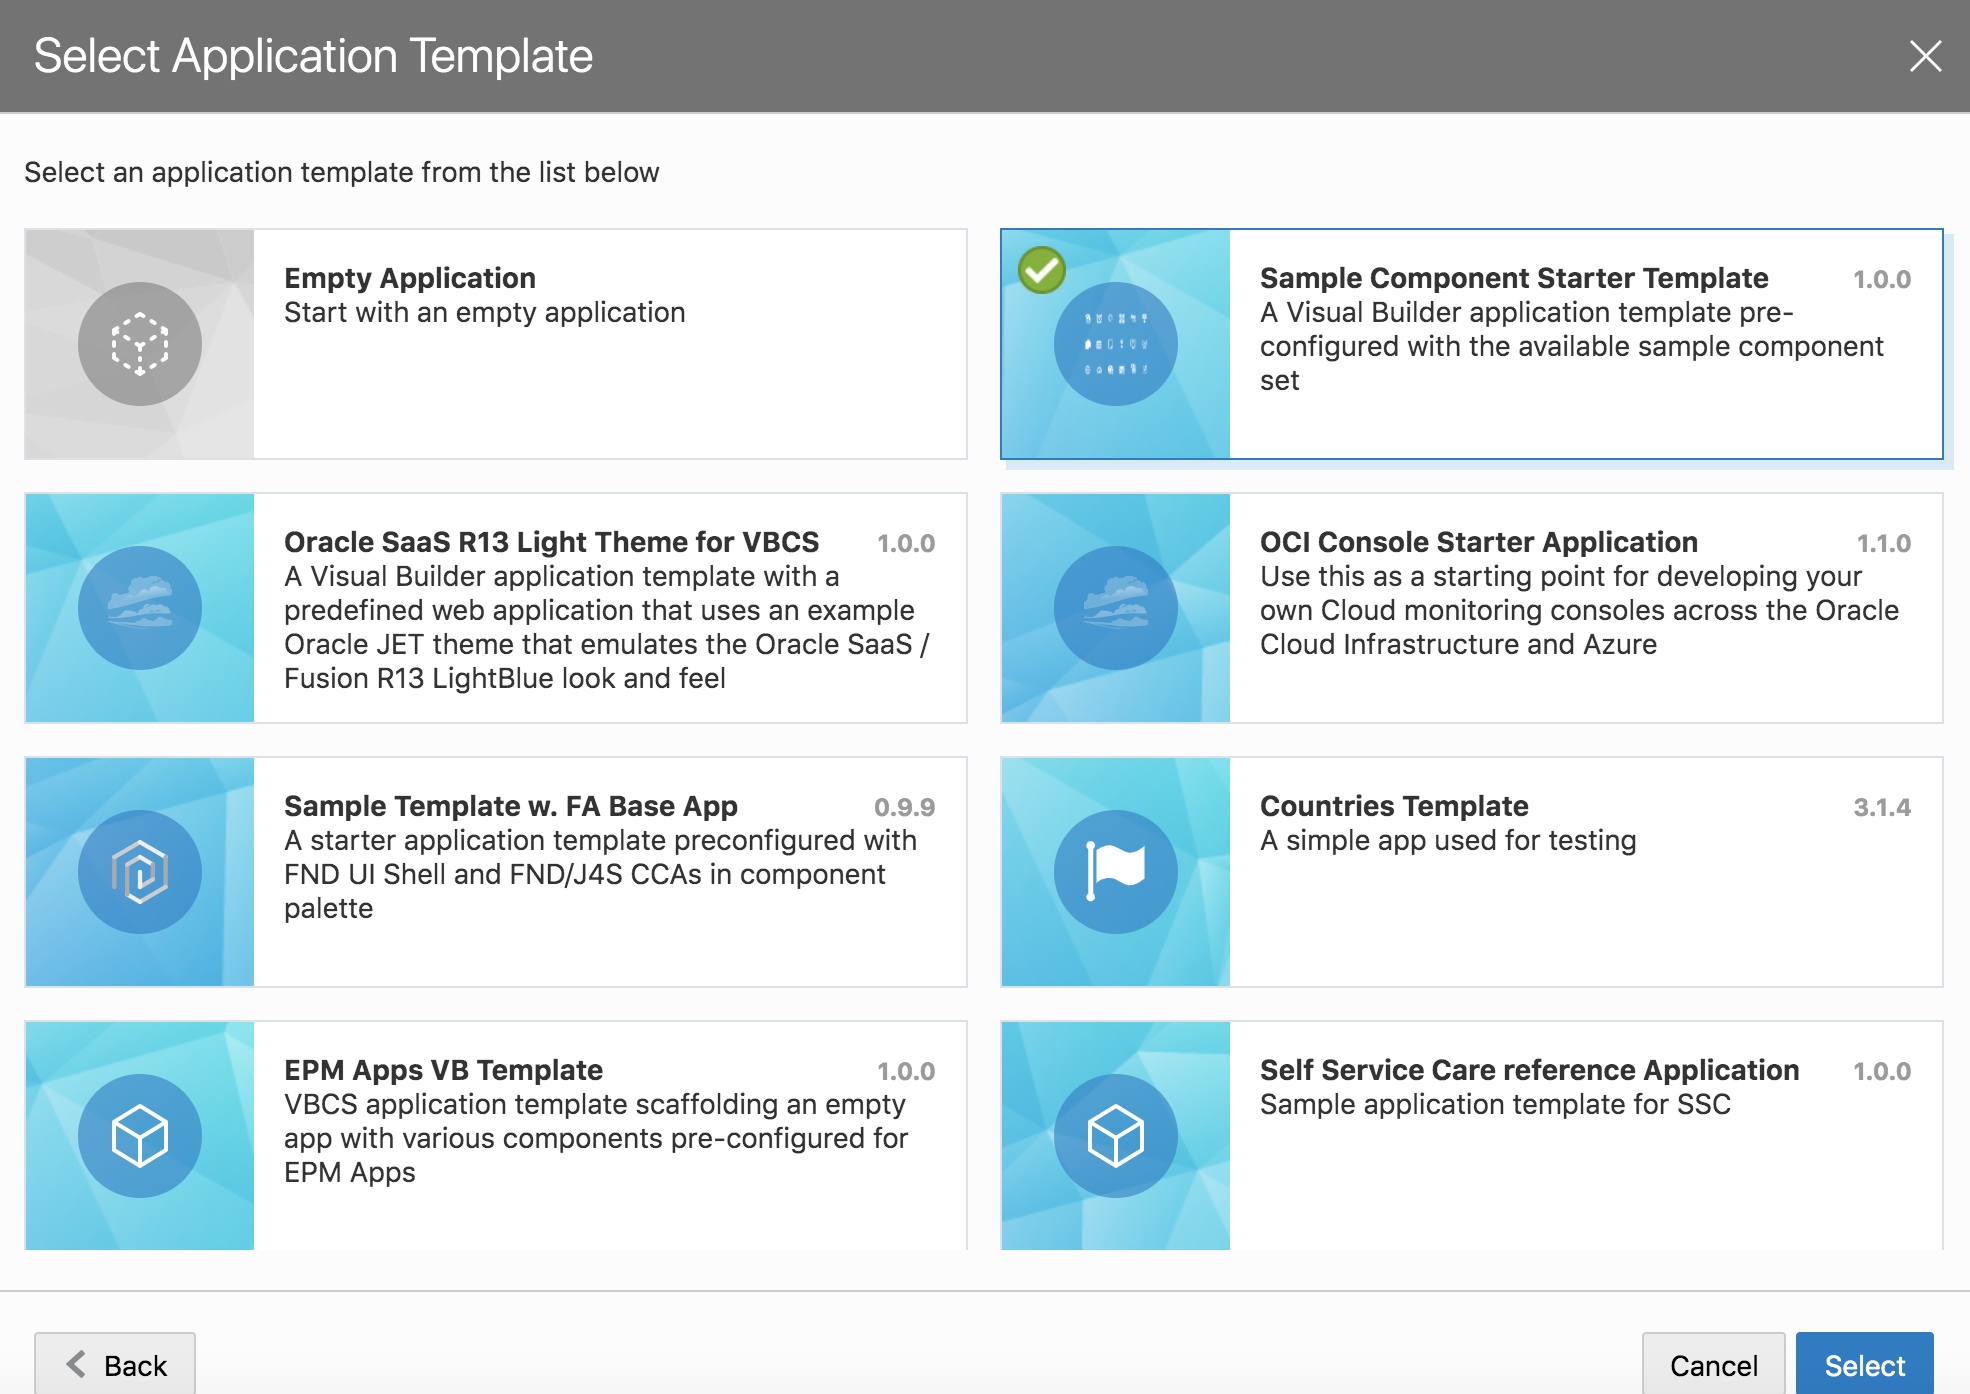 Select Application Template
Select an application template from the list below
Empty Application
Start with an empty application
Sample Component Starter Template 1.0.0
A Visual Builder application template pre-
configured with the available sample component
set
Oracle SaaS R13 Light Theme for VBCS 1.0.0
A Visual Builder application template with a
predefined web application that uses an example
Oracle JET theme that emulates the Oracle SaaS /
Fusion R13 LightBlue look and feel
OCI Console Starter Application 1.1.0
Use this as a starting point for developing your
own Cloud monitoring consoles across the Oracle
Cloud Infrastructure and Azure
Sample Template w. FA Base App 0.9.9
A starter application template preconfigured with
FND UI Shell and FND/J4S CCAs in component
palette
Countries Template 3.1.4
A simple app used for testing
EPM Apps VB Template 1.0.0
VBCS application template scaffolding an empty
app with various components pre-configured for
EPM Apps
Self Service Care reference Application 1.0.0
Sample application template for SSC
Back
Cancel
Select